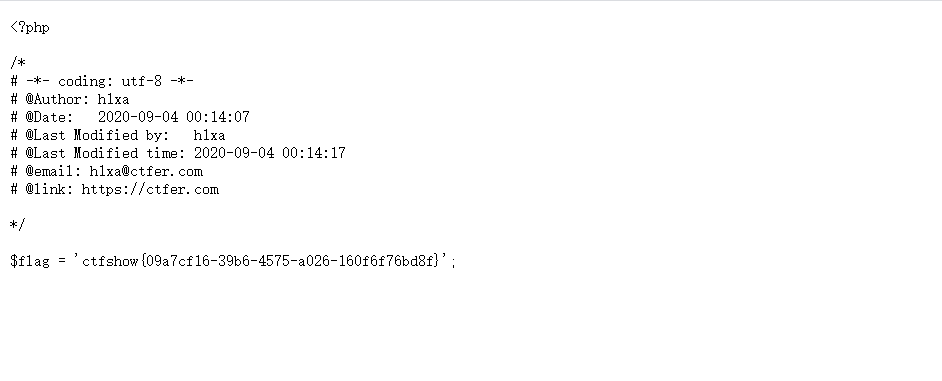 <?php
/*
# -*- coding: utf-8 -*-
# @Author: h1xa
# @Date:   2020-09-04 00:14:07
# @Last Modified by:   h1xa
# @Last Modified time: 2020-09-04 00:14:17
# @email: h1xa@ctfer.com
# @link: https://ctfer.com
*/
$flag = 'ctfshow{09a7cf16-39b6-4575-a026-160f6f76bd8f}';